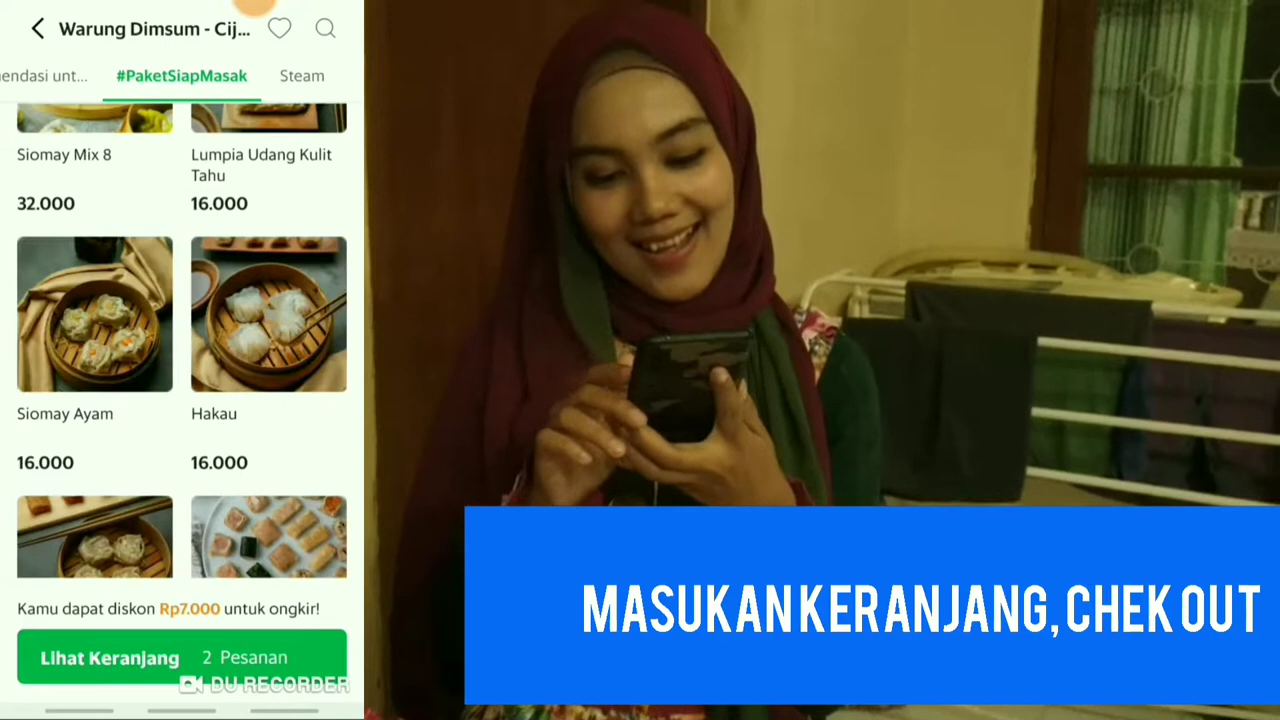 Warung Dimsum - Cij...
endasi unt...
#PaketSiapMasak
Steam
Siomay Mix 8
Lumpia Udang Kulit
Tahu
32.000
16.000
Siomay Ayam
Hakau
16.000
16.000
Kamu dapat diskon Rp7.000 untuk ongkir!
Lihat Keranjang 2 Pesanan
DU RECORDER
MASUKAN KERANJANG, CHEK OUT